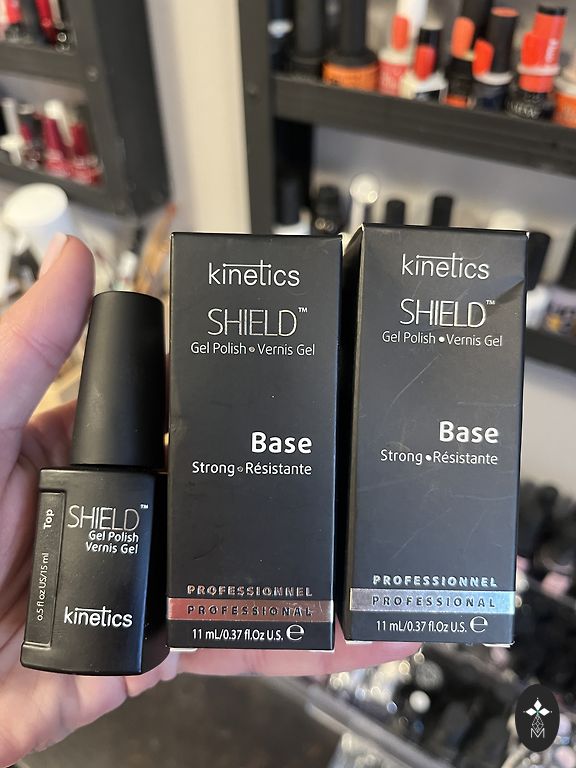 Top
0.5 fl oz US/15 ml
SHIELD™
Gel Polish
Vernis Gel
kinetics
kinetics
SHIELD™
Gel Polish • Vernis Gel
Base
Strong • Résistante
PROFESSIONNEL
PROFESSIONAL
11 mL/0.37 fl.Oz U.S. ℮
kinetics
SHIELD™
Gel Polish • Vernis Gel
Base
Strong • Résistante
PROFESSIONNEL
PROFESSIONAL
11 mL/0.37 fl.Oz U.S. ℮
M